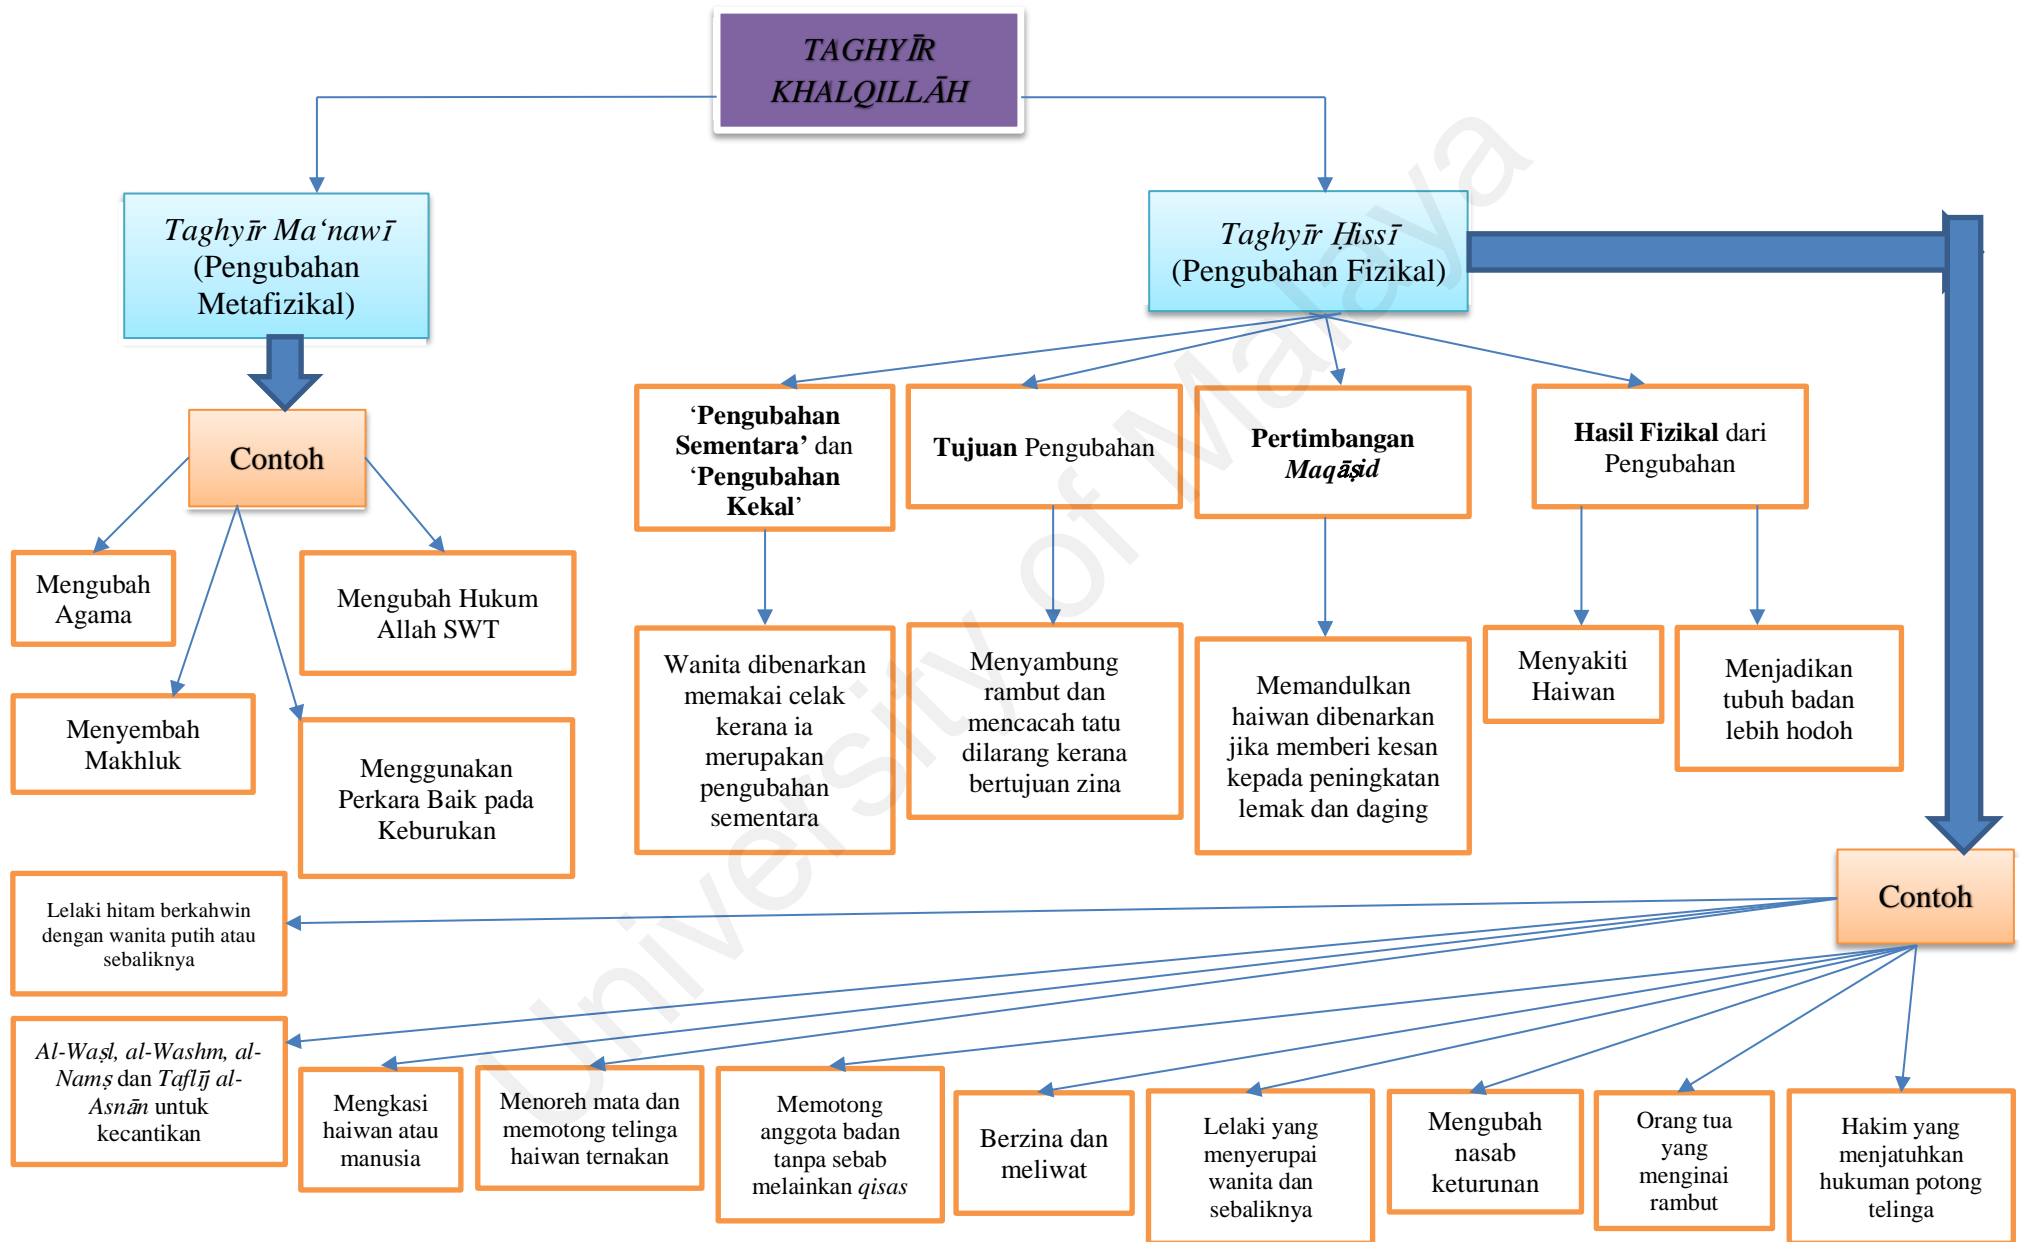 TAGHYĪR
KHALQILLĀH
Taghyīr Ma‘nawī
(Pengubahan
Metafizikal)
Taghyīr Ḥissī
(Pengubahan Fizikal)
Contoh
‘Pengubahan
Sementara’ dan
‘Pengubahan
Kekal’
Tujuan Pengubahan
Pertimbangan
Maqāṣid
Hasil Fizikal dari
Pengubahan
Mengubah
Agama
Mengubah Hukum
Allah SWT
Menyembah
Makhluk
Menggunakan
Perkara Baik pada
Keburukan
Wanita dibenarkan
memakai celak
kerana ia
merupakan
pengubahan
sementara
Menyambung
rambut dan
mencacah tatu
dilarang kerana
bertujuan zina
Memandulkan
haiwan dibenarkan
jika memberi kesan
kepada peningkatan
lemak dan daging
Menyakiti
Haiwan
Menjadikan
tubuh badan
lebih hodoh
Contoh
Lelaki hitam berkahwin
dengan wanita putih atau
sebaliknya
Al-Waṣl, al-Washm, al-
Namṣ dan Taflīj al-
Asnān untuk
kecantikan
Mengkasi
haiwan atau
manusia
Menoreh mata dan
memotong telinga
haiwan ternakan
Memotong
anggota badan
tanpa sebab
melainkan qisas
Berzina dan
meliwat
Lelaki yang
menyerupai
wanita dan
sebaliknya
Mengubah
nasab
keturunan
Orang tua
yang
menginai
rambut
Hakim yang
menjatuhkan
hukuman potong
telinga
University of Malaya